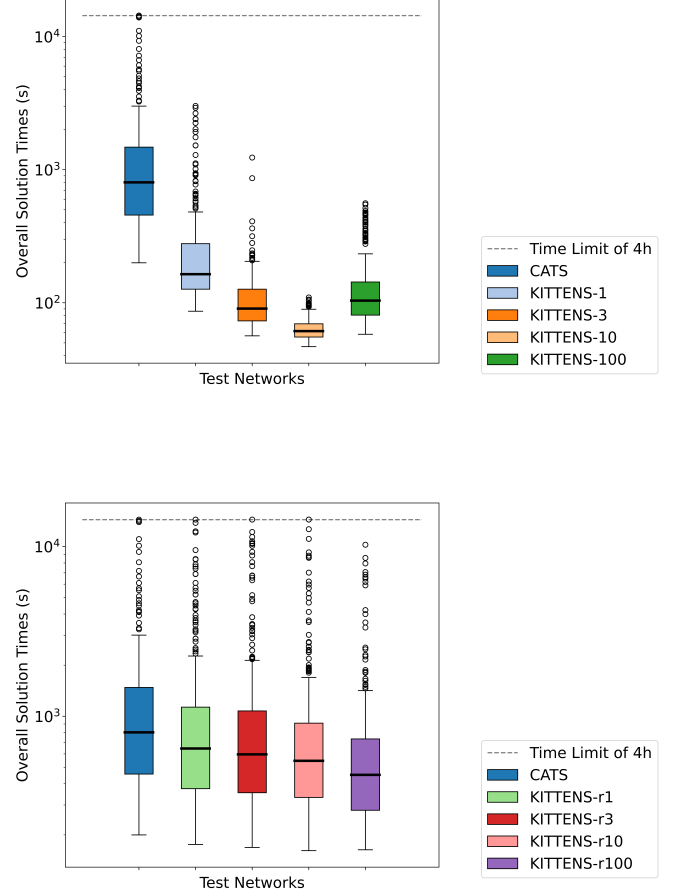 10^4
10^3
10^2
Overall Solution Times (s)
Test Networks
Time Limit of 4h
CATS
KITTENS-1
KITTENS-3
KITTENS-10
KITTENS-100
10^4
10^3
Overall Solution Times (s)
Test Networks
Time Limit of 4h
CATS
KITTENS-r1
KITTENS-r3
KITTENS-r10
KITTENS-r100